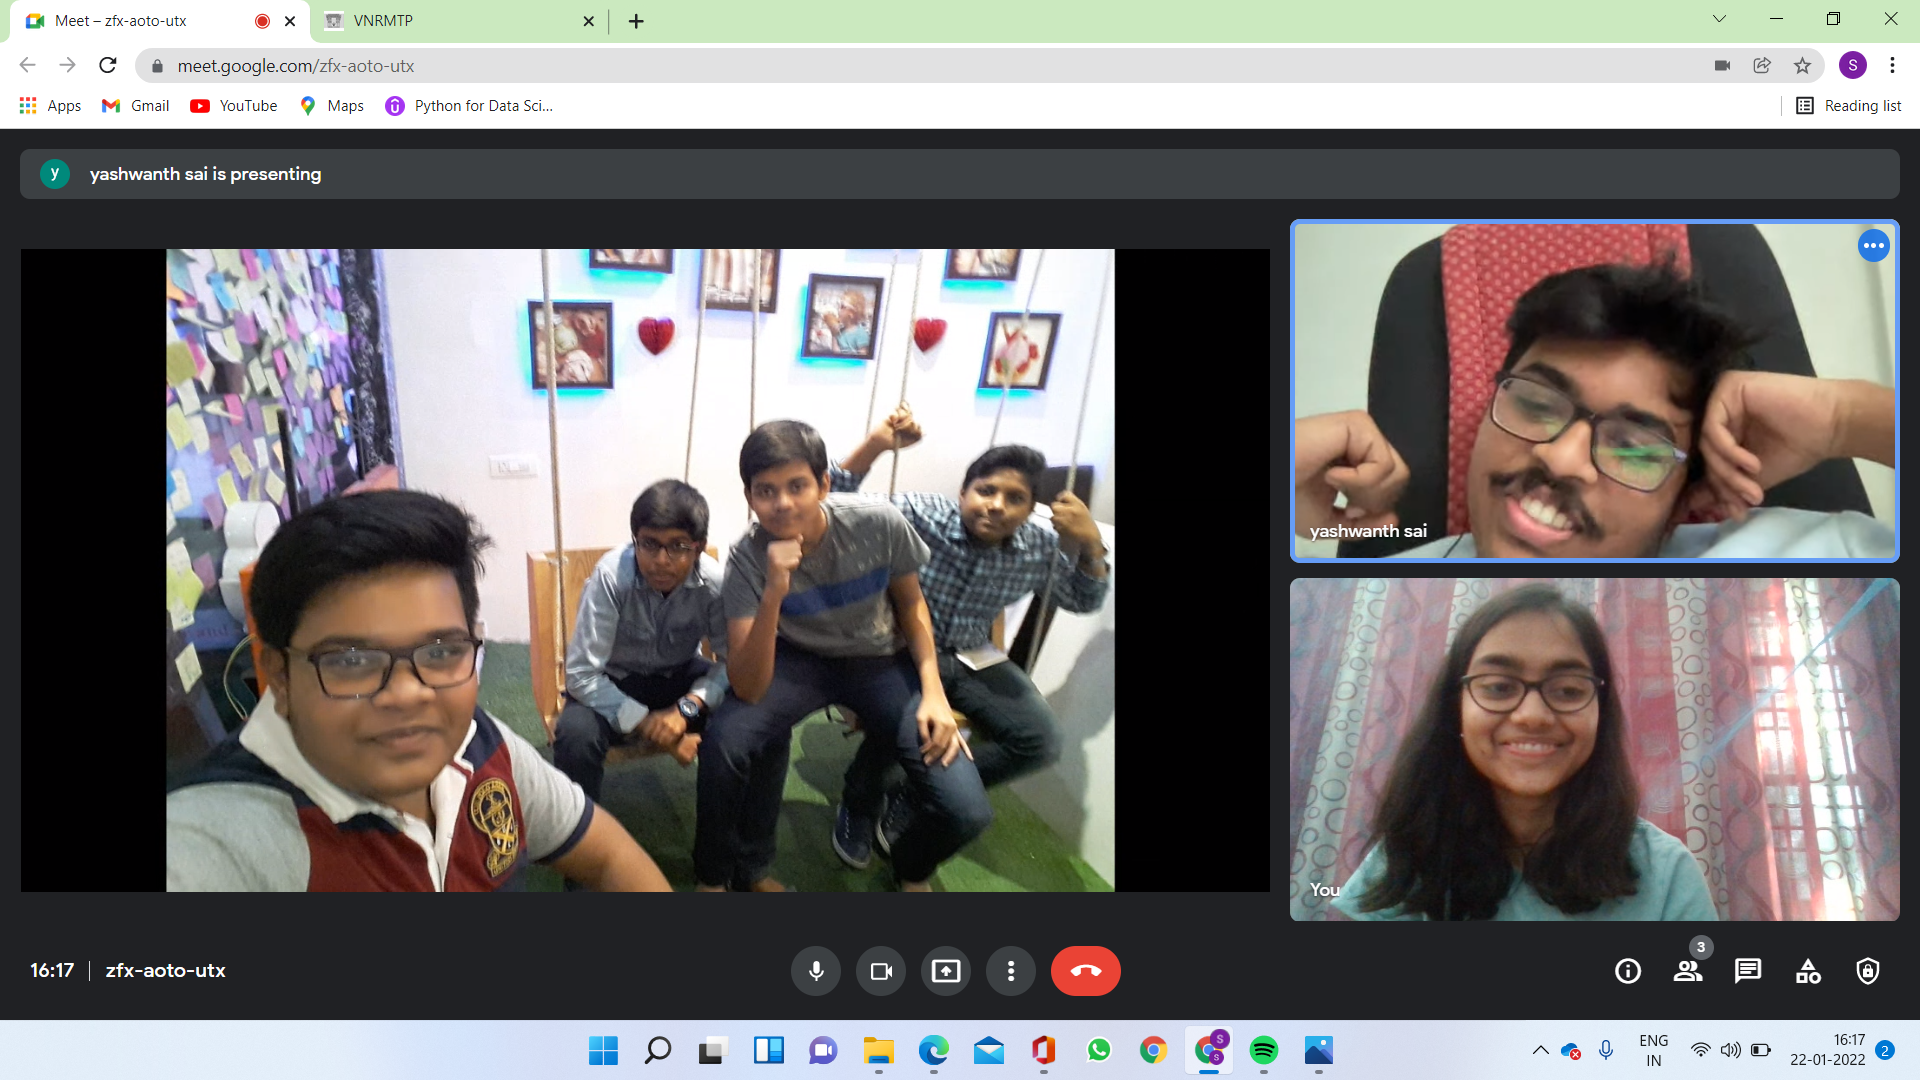 Meet – zfx-aoto-utx
VNRMTP
meet.google.com/zfx-aoto-utx
S
Apps
Gmail
YouTube
Maps
Python for Data Sci...
Reading list
y
yashwanth sai is presenting
yashwanth sai
You
16:17 | zfx-aoto-utx
3
S
S
ENG
IN
16:17
22-01-2022
2